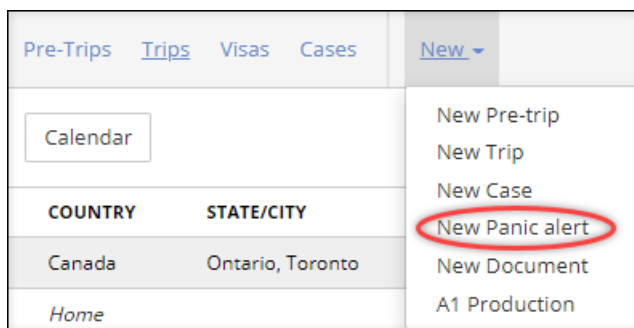 Pre-Trips Trips Visas Cases New
Calendar
COUNTRY STATE/CITY
Canada Ontario, Toronto
Home
New Pre-trip
New Trip
New Case
New Panic alert
New Document
A1 Production